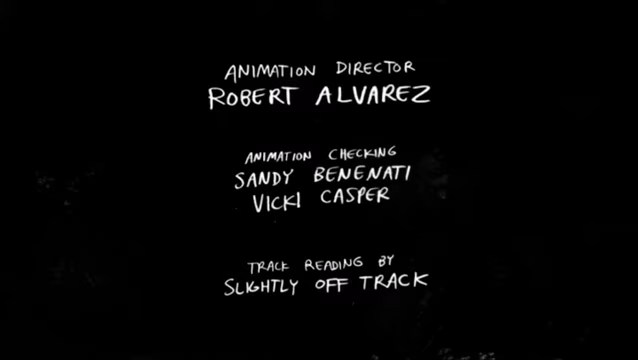 ANIMATION DIRECTOR
ROBERT ALVAREZ
ANIMATION CHECKING
SANDY BENENATI
VICKI CASPER
TRACK READING BY
SLIGHTLY OFF TRACK